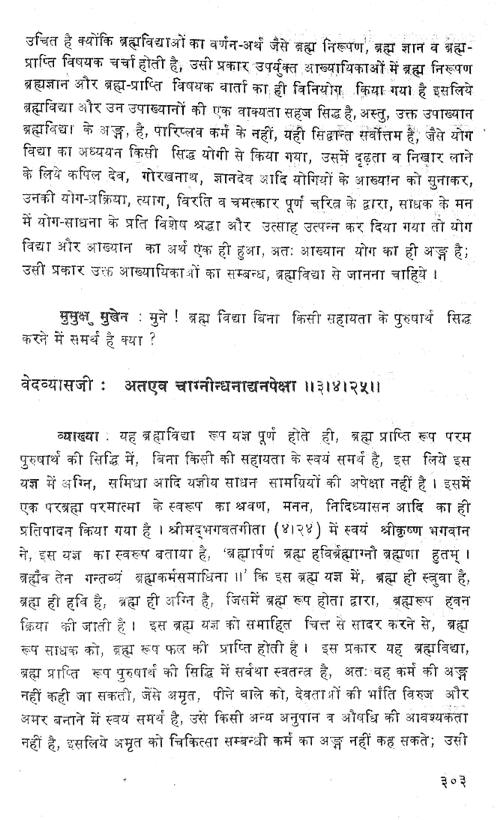 उचित है क्योंकि ब्रह्मविद्याओं का वर्णन-अर्थ जैसे ब्रह्म निरूपण, ब्रह्म ज्ञान व ब्रह्म-
प्राप्ति विषयक चर्चा होती है, उसी प्रकार उपर्युक्त आख्यायिकाओं में ब्रह्म निरूपण
ब्रह्मज्ञान और ब्रह्म-प्राप्ति विषयक वार्ता का ही विनियोग किया गया है इसलिये
ब्रह्मविद्या और उन उपाख्यानों की एक वाक्यता सहज सिद्ध है, अस्तु, उक्त उपाख्यान
ब्रह्मविद्या के अङ्ग, है, पारिप्लव कर्म के नहीं, यही सिद्धान्त सर्वोत्तम है, जैसे योग
विद्या का अध्ययन किसी सिद्ध योगी से किया गया, उसमें दृढ़ता व निखार लाने
के लिये कपिल देव, गोरखनाथ, ज्ञानदेव आदि योगियों के आख्यान को सुनाकर,
उनकी योग-प्रक्रिया, त्याग, विरति व चमत्कार पूर्ण चरित्र के द्वारा, साधक के मन
में योग-साधना के प्रति विशेष श्रद्धा और उत्साह उत्पन्न कर दिया गया तो योग
विद्या और आख्यान का अर्थ एक ही हुआ, अतः आख्यान योग का ही अङ्ग है;
उसी प्रकार उक्त आख्यायिकाओं का सम्बन्ध, ब्रह्मविद्या से जानना चाहिये ।
मुमुक्षु मुखेन : मुने ! ब्रह्म विद्या बिना किसी सहायता के पुरुषार्थ सिद्ध
करने में समर्थ है क्या ?
वेदव्यासजी : अतएव चाग्नीन्धनाद्यनपेक्षा ॥३।४।२५॥
व्याख्या : यह ब्रह्मविद्या रूप यज्ञ पूर्ण होते ही, ब्रह्म प्राप्ति रूप परम
पुरुषार्थ की सिद्धि में, बिना किसी की सहायता के स्वयं समर्थ है, इस लिये इस
यज्ञ में अग्नि, समिधा आदि यज्ञीय साधन सामग्रियों की अपेक्षा नहीं है । इसमें
एक परब्रह्म परमात्मा के स्वरूप का श्रवण, मनन, निदिध्यासन आदि का ही
प्रतिपादन किया गया है । श्रीमद्भगवतगीता (४।२४) में स्वयं श्रीकृष्ण भगवान
ने, इस यज्ञ का स्वरूप बताया है, 'ब्रह्मार्पणं ब्रह्म हविर्ब्रह्माग्नौ ब्रह्मणा हुतम् ।
ब्रह्मैव तेन गन्तव्यं ब्रह्मकर्मसमाधिना ॥' कि इस ब्रह्म यज्ञ में, ब्रह्म ही स्त्रुवा है,
ब्रह्म ही हवि है, ब्रह्म ही अग्नि है, जिसमें ब्रह्म रूप होता द्वारा, ब्रह्मरूप हवन
क्रिया की जाती है । इस ब्रह्म यज्ञ को समाहित चित्त से सादर करने से, ब्रह्म
रूप साधक को, ब्रह्म रूप फल की प्राप्ति होती है । इस प्रकार यह ब्रह्मविद्या,
ब्रह्म प्राप्ति रूप पुरुषार्थ की सिद्धि में सर्वथा स्वतन्त्र है, अतः वह कर्म की अङ्ग
नहीं कही जा सकती, जैसे अमृत, पीने वाले को, देवताओं की भाँति विरुज और
अमर बनाने में स्वयं समर्थ है, उसे किसी अन्य अनुपान व औषधि की आवश्यकता
नहीं है, इसलिये अमृत को चिकित्सा सम्बन्धी कर्म का अङ्ग नहीं कह सकते; उसी
३०३